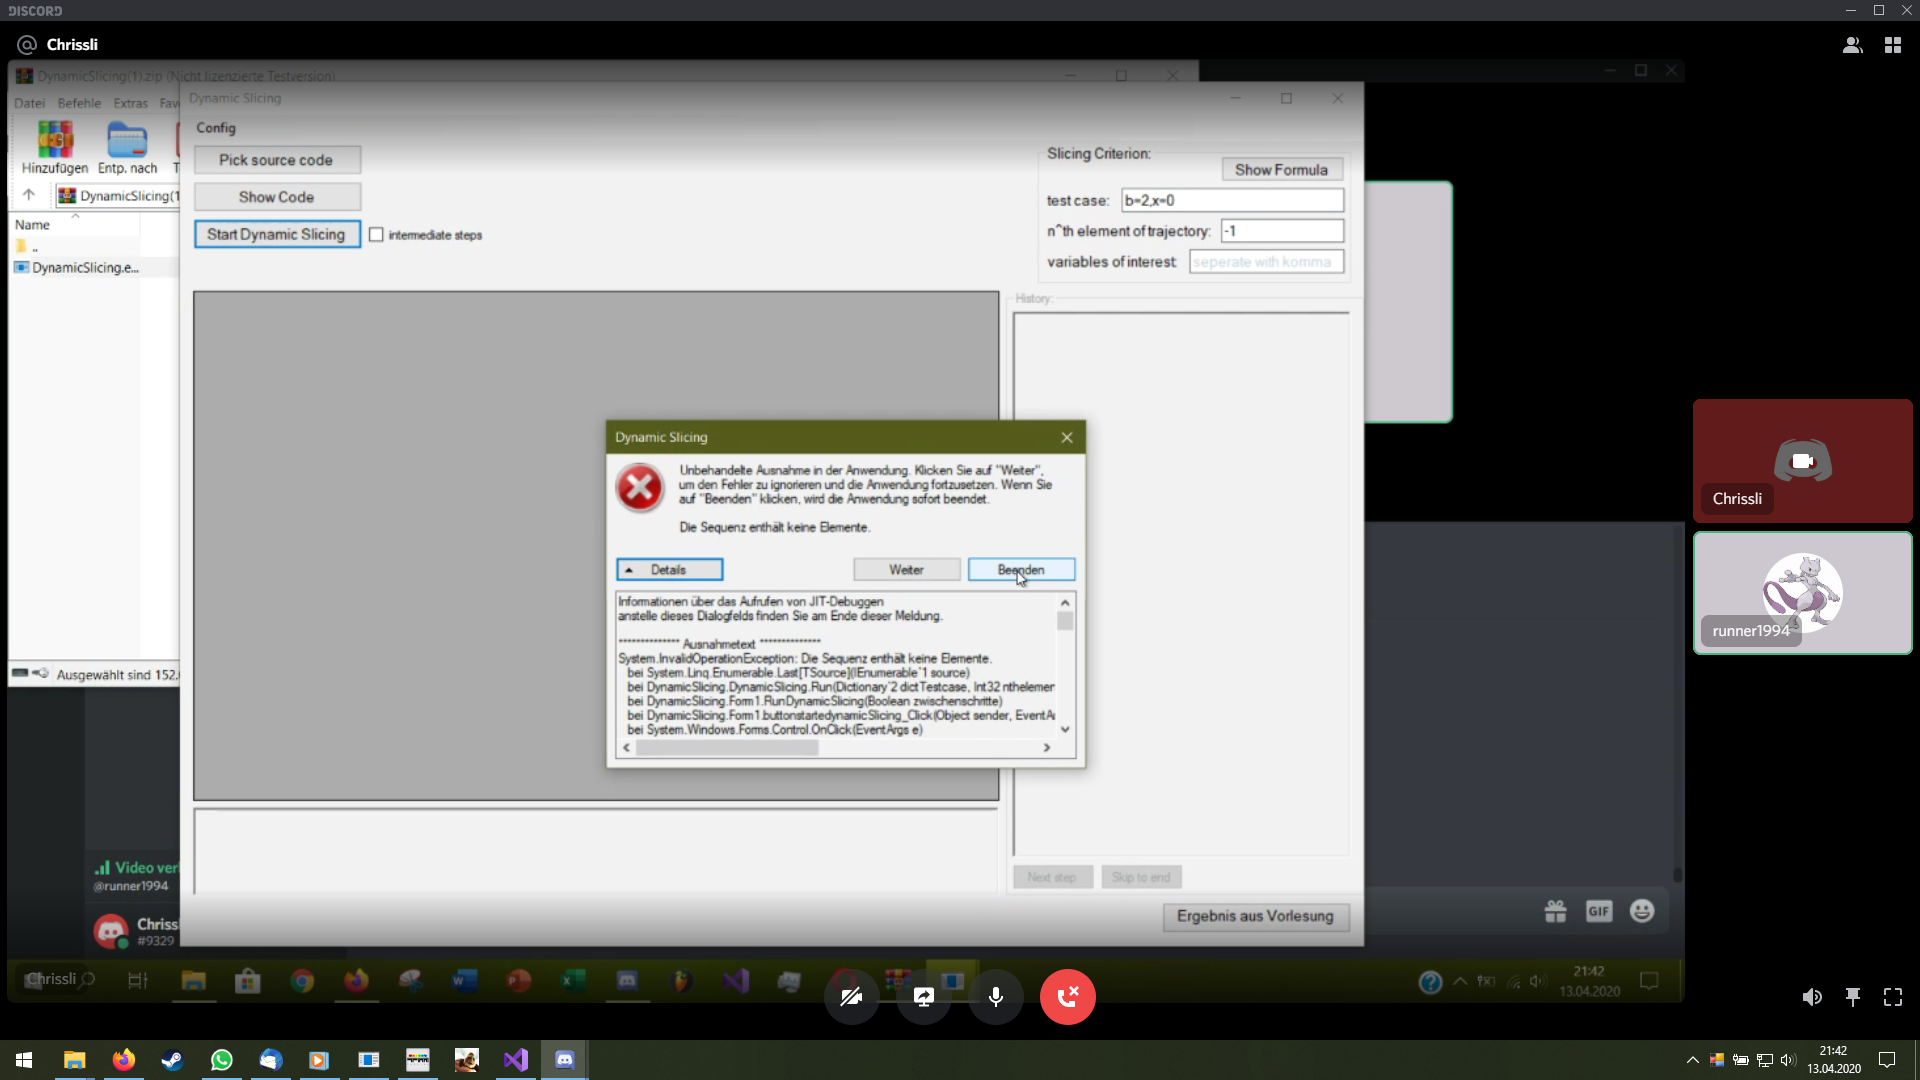 DISCORD
Chrissli
DynamicSlicing(1).zip (Nicht lizenzierte Testversion)
Datei Befehle Extras Fav
Hinzufügen Entp. nach
DynamicSlicing(1
Name
..
DynamicSlicing.e...
Ausgewählt sind 152.
Dynamic Slicing
Config
Pick source code
Show Code
Start Dynamic Slicing
intermediate steps
Slicing Criterion:
Show Formula
test case: b=2,x=0
n^th element of trajectory: -1
variables of interest seperate with komma
History:
Dynamic Slicing
Unbehandelte Ausnahme in der Anwendung. Klicken Sie auf "Weiter",
um den Fehler zu ignorieren und die Anwendung fortzusetzen. Wenn Sie
auf "Beenden" klicken, wird die Anwendung sofort beendet.
Die Sequenz enthält keine Elemente.
Details
Weiter
Beenden
Informationen über das Aufrufen von JIT-Debuggen
anstelle dieses Dialogfelds finden Sie am Ende dieser Meldung.
************** Ausnahmetext **************
System.InvalidOperationException: Die Sequenz enthält keine Elemente.
bei System.Linq.Enumerable.Last[TSource](IEnumerable`1 source)
bei DynamicSlicing.DynamicSlicing.Run(Dictionary`2 dictTestcase, Int32 nthelemen
bei DynamicSlicing.Form1.RunDynamicSlicing(Boolean zwischenschritte)
bei DynamicSlicing.Form1.buttonstartedynamicSlicing_Click(Object sender, EventA
bei System.Windows.Forms.Control.OnClick(EventArgs e)
Next step
Skip to end
Ergebnis aus Vorlesung
Video ver
@runner1994
Chrissl
#9329
GIF
Chrissli
runner1994
Chrissli
21:42
13.04.2020
21:42
13.04.2020